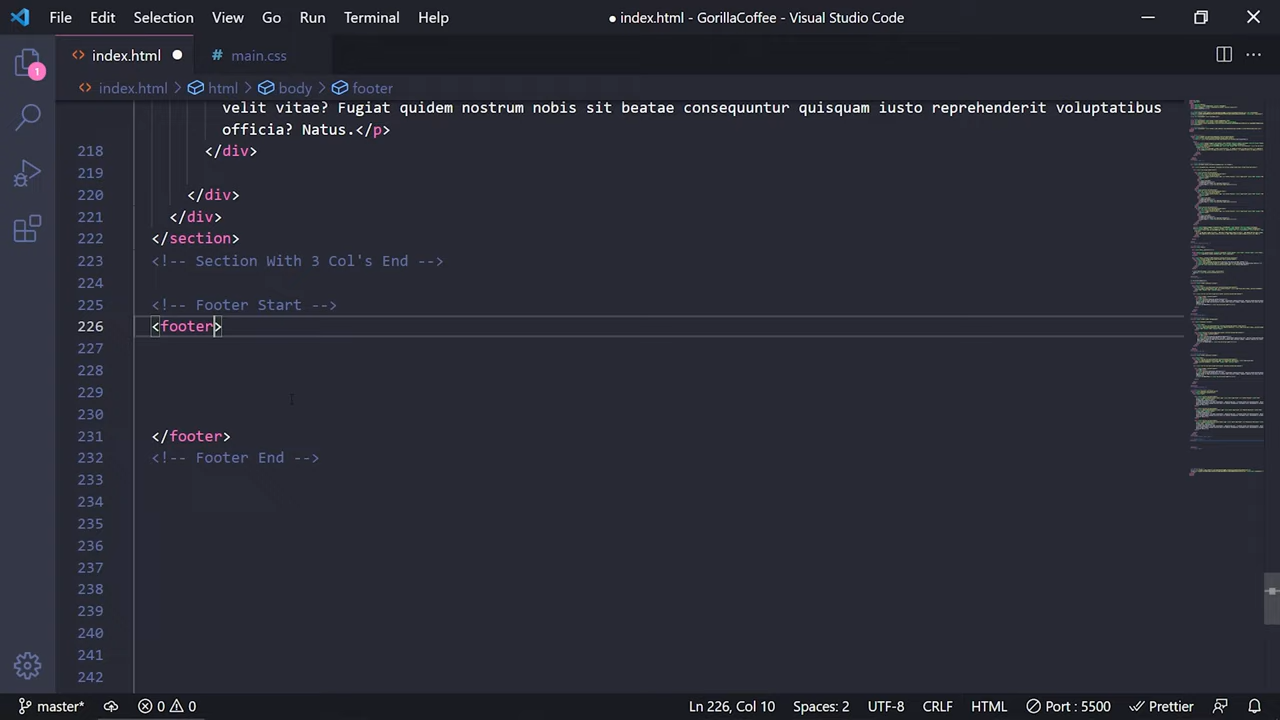 File Edit Selection View Go Run Terminal Help ● index.html - GorillaCoffee - Visual Studio Code
<> index.html ● # main.css
1
<> index.html > html > body > footer
velit vitae? Fugiat quidem nostrum nobis sit beatae consequuntur quisquam iusto reprehenderit voluptatibus
officia? Natus.</p>
218 </div>
219
220 </div>
221 </div>
222 </section>
223 <!-- Section With 3 Col's End -->
224
225 <!-- Footer Start -->
226 <footer>
227
228
229
230
231 </footer>
232 <!-- Footer End -->
233
234
235
236
237
238
239
240
241
242
master* 0 0 Ln 226, Col 10 Spaces: 2 UTF-8 CRLF HTML Port : 5500 Prettier